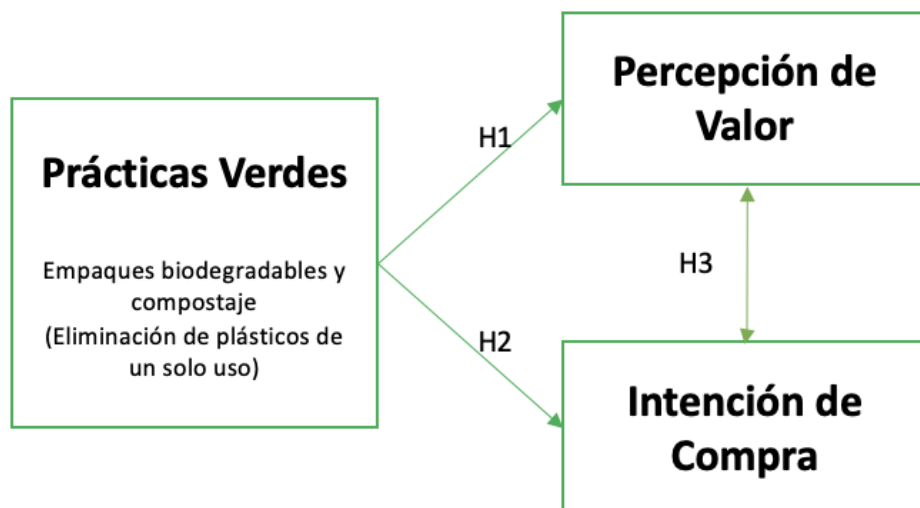 Prácticas Verdes
Empaques biodegradables y
compostaje
(Eliminación de plásticos de
un solo uso)
H1
H2
Percepción de
Valor
H3
Intención de
Compra